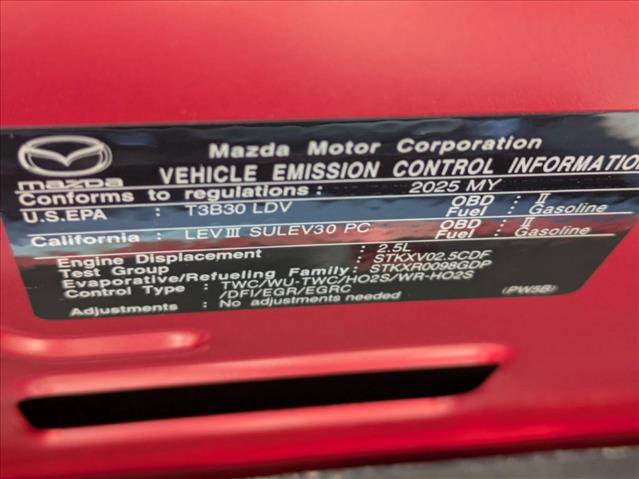 mazda
Mazda Motor Corporation
VEHICLE EMISSION CONTROL INFORMATIO
Conforms to regulations : 2025 MY
U.S.EPA : T3B30 LDV OBD : II
Fuel : Gasoline
California : LEV III SULEV30 PC OBD : II
Fuel : Gasoline
Engine Displacement : 2.5L
Test Group : STKXV02.5CDF
Evaporative/Refueling Family: STKXR0098GDP
Control Type : TWC/WU-TWC/HO2S/WR-HO2S
/DFI/EGR/EGRC
Adjustments : No adjustments needed
PW5B